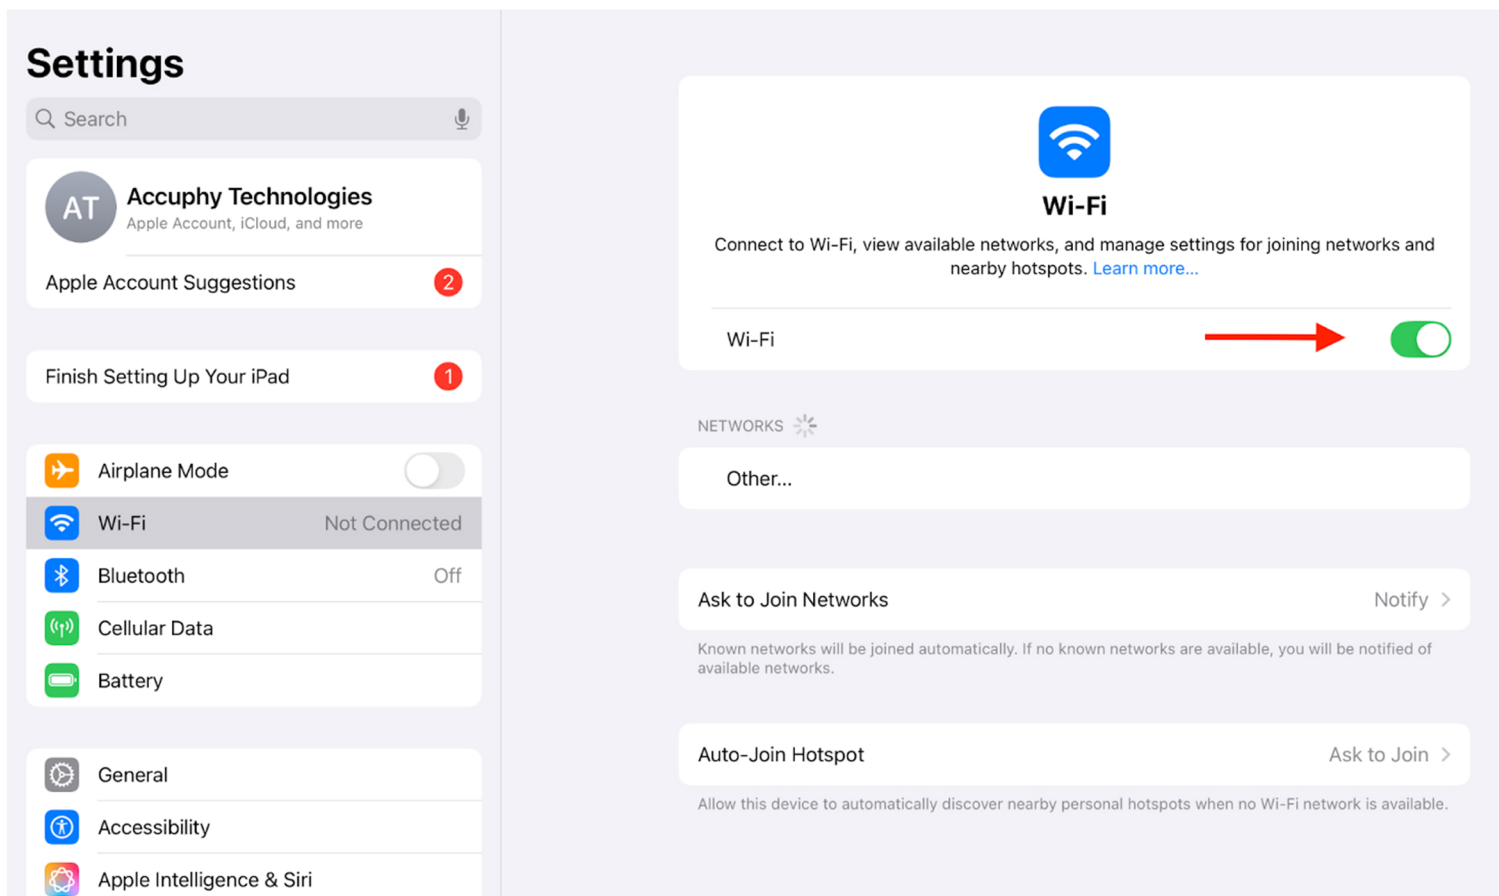 Settings
Search
AT
Accuphy Technologies
Apple Account, iCloud, and more
Apple Account Suggestions 2
Finish Setting Up Your iPad 1
Airplane Mode
Wi-Fi Not Connected
Bluetooth Off
Cellular Data
Battery
General
Accessibility
Apple Intelligence & Siri
Wi-Fi
Connect to Wi-Fi, view available networks, and manage settings for joining networks and
nearby hotspots. Learn more...
Wi-Fi
NETWORKS
Other...
Ask to Join Networks Notify
Known networks will be joined automatically. If no known networks are available, you will be notified of
available networks.
Auto-Join Hotspot Ask to Join
Allow this device to automatically discover nearby personal hotspots when no Wi-Fi network is available.